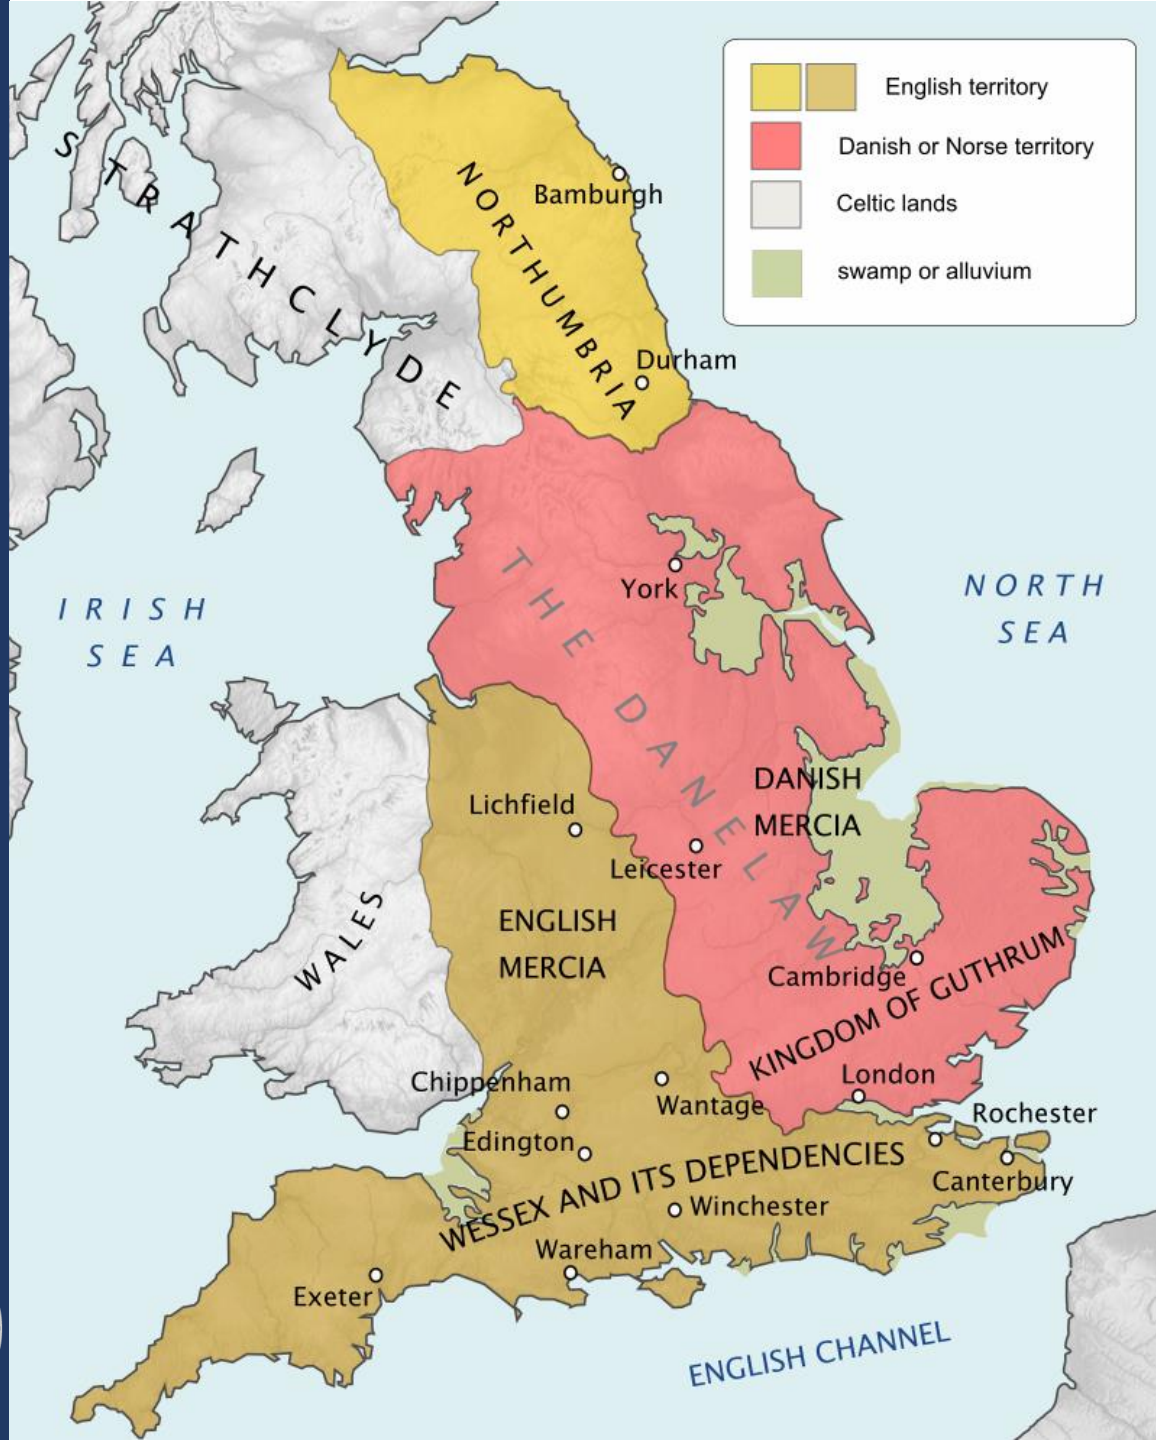 English territory
Danish or Norse territory
Celtic lands
swamp or alluvium
STRATHCLYDE
NORTHUMBRIA
Bamburgh
Durham
IRISH
SEA
NORTH
SEA
York
THE DANELAW
DANISH
MERCIA
Lichfield
Leicester
ENGLISH
MERCIA
WALES
Cambridge
KINGDOM OF GUTHRUM
Chippenham
Wantage
London
Rochester
Edington
WESSEX AND ITS DEPENDENCIES
Canterbury
Winchester
Wareham
Exeter
ENGLISH CHANNEL